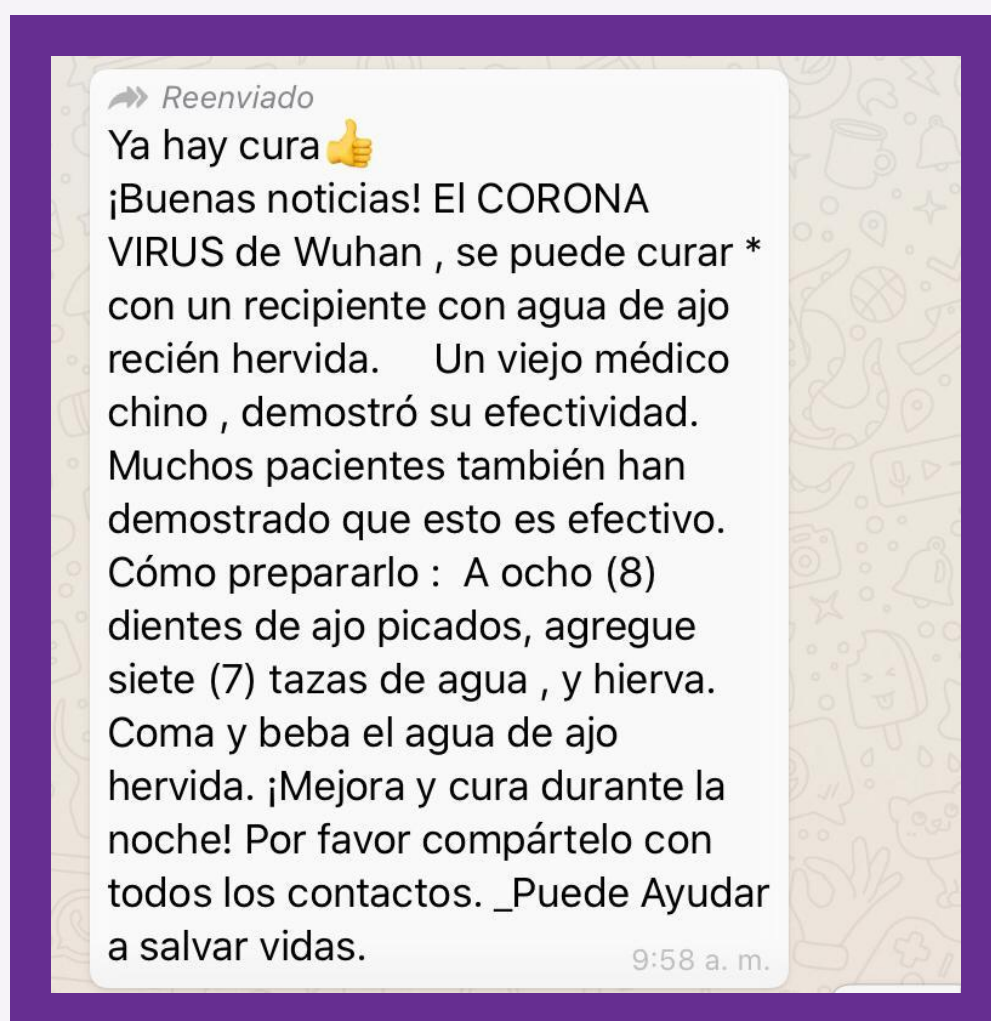 Reenviado
Ya hay cura👍
¡Buenas noticias! El CORONA
VIRUS de Wuhan , se puede curar *
con un recipiente con agua de ajo
recién hervida.    Un viejo médico
chino , demostró su efectividad.
Muchos pacientes también han
demostrado que esto es efectivo.
Cómo prepararlo :  A ocho (8)
dientes de ajo picados, agregue
siete (7) tazas de agua , y hierva.
Coma y beba el agua de ajo
hervida. ¡Mejora y cura durante la
noche! Por favor compártelo con
todos los contactos. _Puede Ayudar
a salvar vidas.
9:58 a. m.